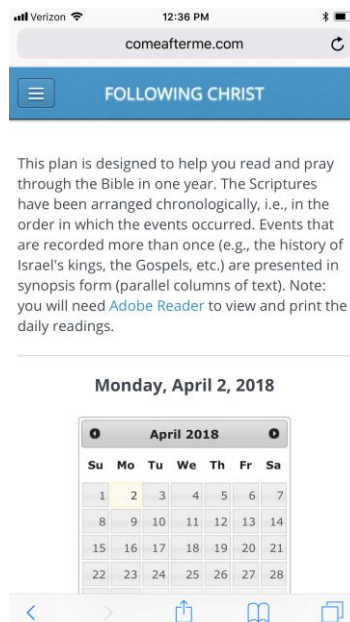 Verizon 12:36 PM
comeafterme.com
FOLLOWING CHRIST
This plan is designed to help you read and pray
through the Bible in one year. The Scriptures
have been arranged chronologically, i.e., in the
order in which the events occurred. Events that
are recorded more than once (e.g., the history of
Israel's kings, the Gospels, etc.) are presented in
synopsis form (parallel columns of text). Note:
you will need Adobe Reader to view and print the
daily readings.
Monday, April 2, 2018
April 2018
Su Mo Tu We Th Fr Sa
1 2 3 4 5 6 7
8 9 10 11 12 13 14
15 16 17 18 19 20 21
22 23 24 25 26 27 28